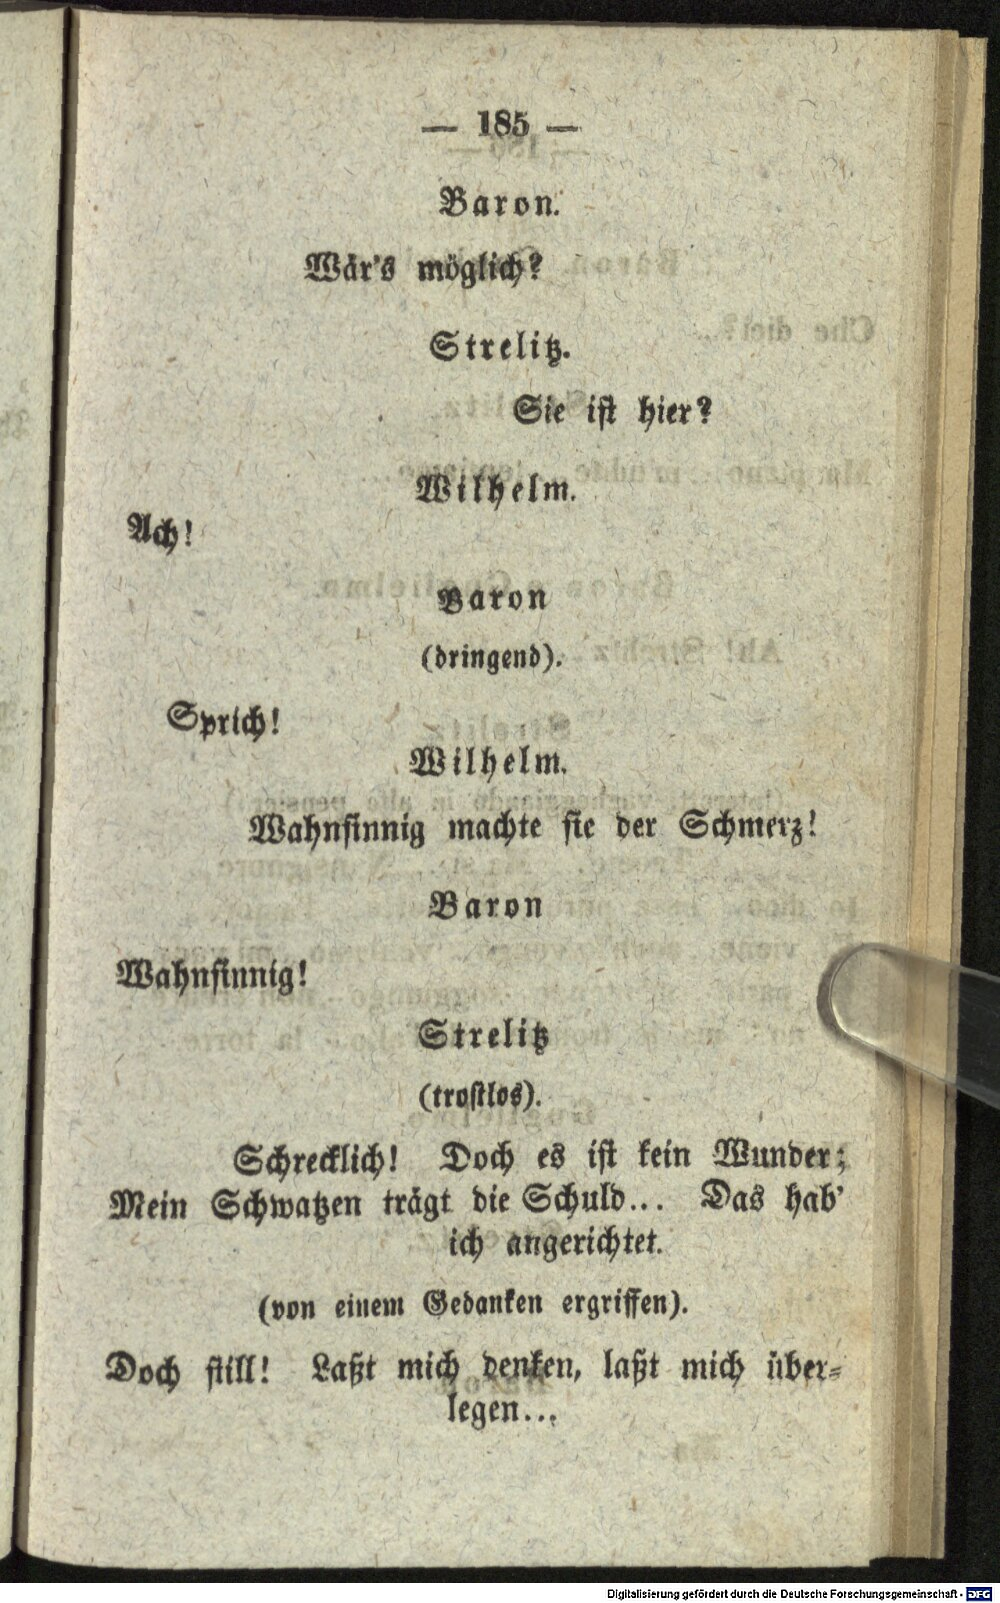 — 185 —
Baron.
Wär's möglich?
Strelitz.
Sie ist hier?
Wilhelm.
Ach!
Baron
(dringend).
Sprich!
Wilhelm.
Wahnsinnig machte sie der Schmerz!
Baron
Wahnsinnig!
Strelitz
(trostlos).
Schrecklich! Doch es ist kein Wunder;
Mein Schwatzen trägt die Schuld... Das hab'
ich angerichtet.
(von einem Gedanken ergriffen).
Doch still! Laßt mich denken, laßt mich über-
legen...
Digitalisierung gefördert durch die Deutsche Forschungsgemeinschaft - DFG